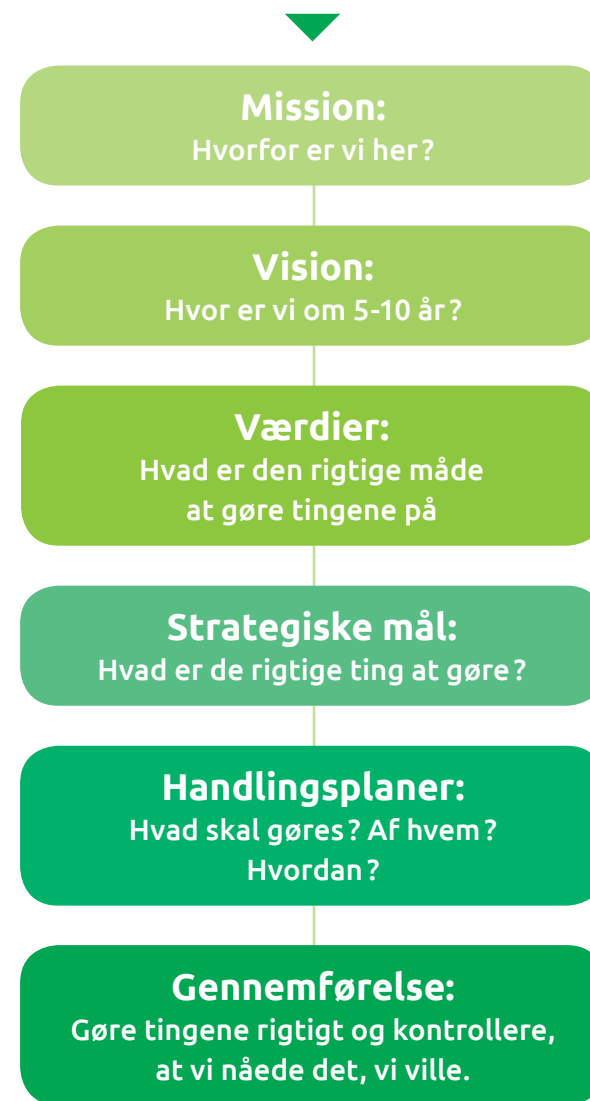 Mission:
Hvorfor er vi her?
Vision:
Hvor er vi om 5-10 år?
Værdier:
Hvad er den rigtige måde
at gøre tingene på
Strategiske mål:
Hvad er de rigtige ting at gøre?
Handlingsplaner:
Hvad skal gøres? Af hvem?
Hvordan?
Gennemførelse:
Gøre tingene rigtigt og kontrollere,
at vi nåede det, vi ville.